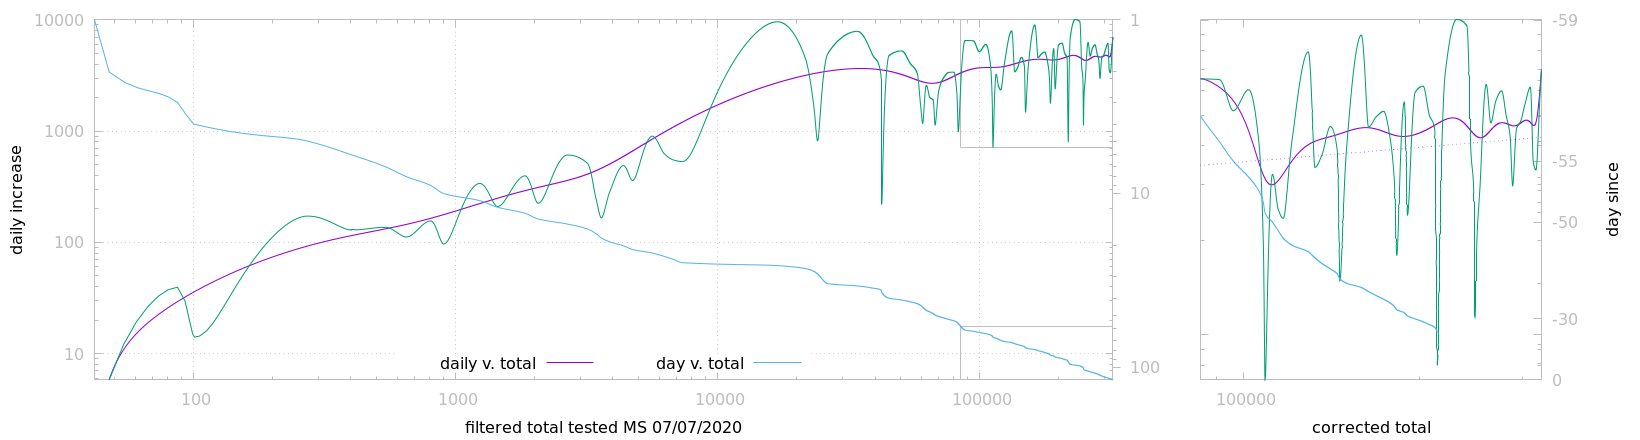 10000
1000
100
10
daily increase
100
1000
10000
100000
filtered total tested MS 07/07/2020
daily v. total
day v. total
1
10
100
-59
-55
-50
-30
0
day since
100000
corrected total